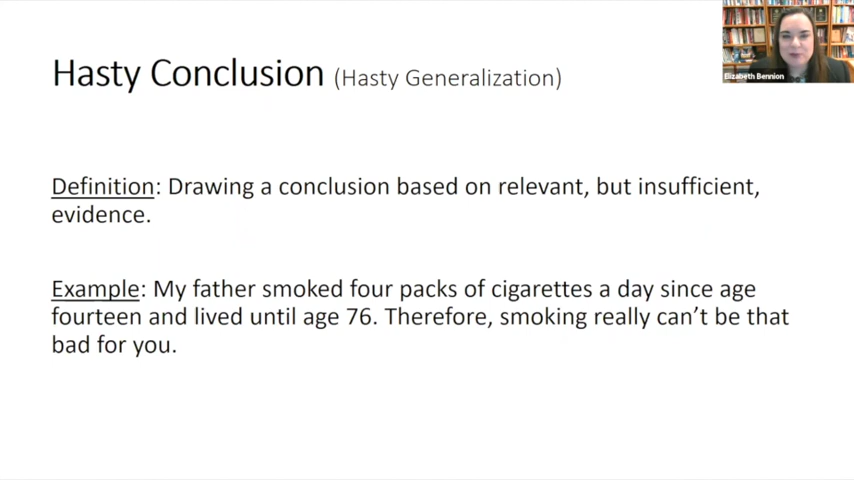 Hasty Conclusion (Hasty Generalization)
Elizabeth Bennion
Definition: Drawing a conclusion based on relevant, but insufficient,
evidence.
Example: My father smoked four packs of cigarettes a day since age
fourteen and lived until age 76. Therefore, smoking really can’t be that
bad for you.